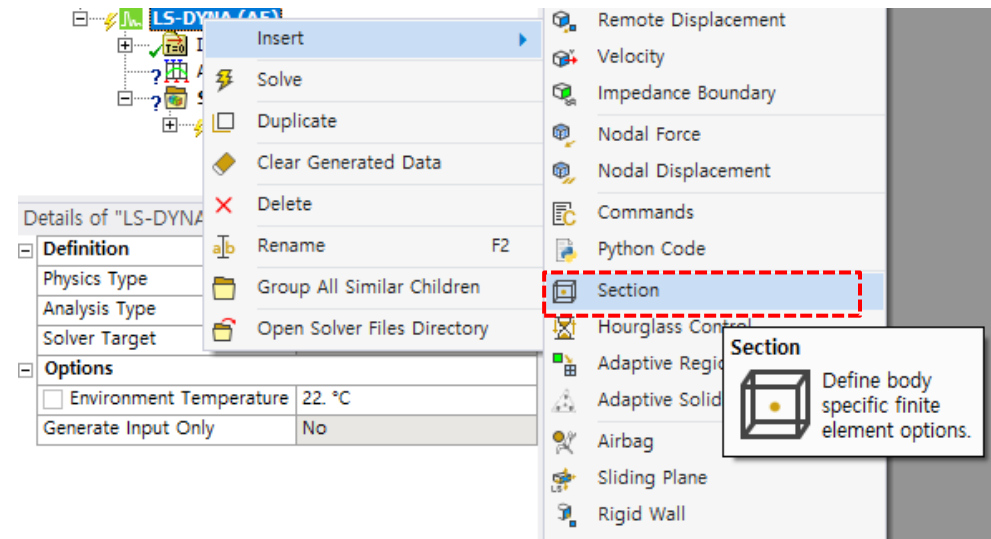 LS-DYNA (A5)
Insert
Solve
Duplicate
Clear Generated Data
Delete
Rename F2
Group All Similar Children
Open Solver Files Directory
Details of "LS-DYNA
Definition
Physics Type
Analysis Type
Solver Target
Options
Environment Temperature 22. °C
Generate Input Only No
Remote Displacement
Velocity
Impedance Boundary
Nodal Force
Nodal Displacement
Commands
Python Code
Section
Hourglass Control
Adaptive Regio
Adaptive Solid
Airbag
Sliding Plane
Rigid Wall
Section
Define body
specific finite
element options.